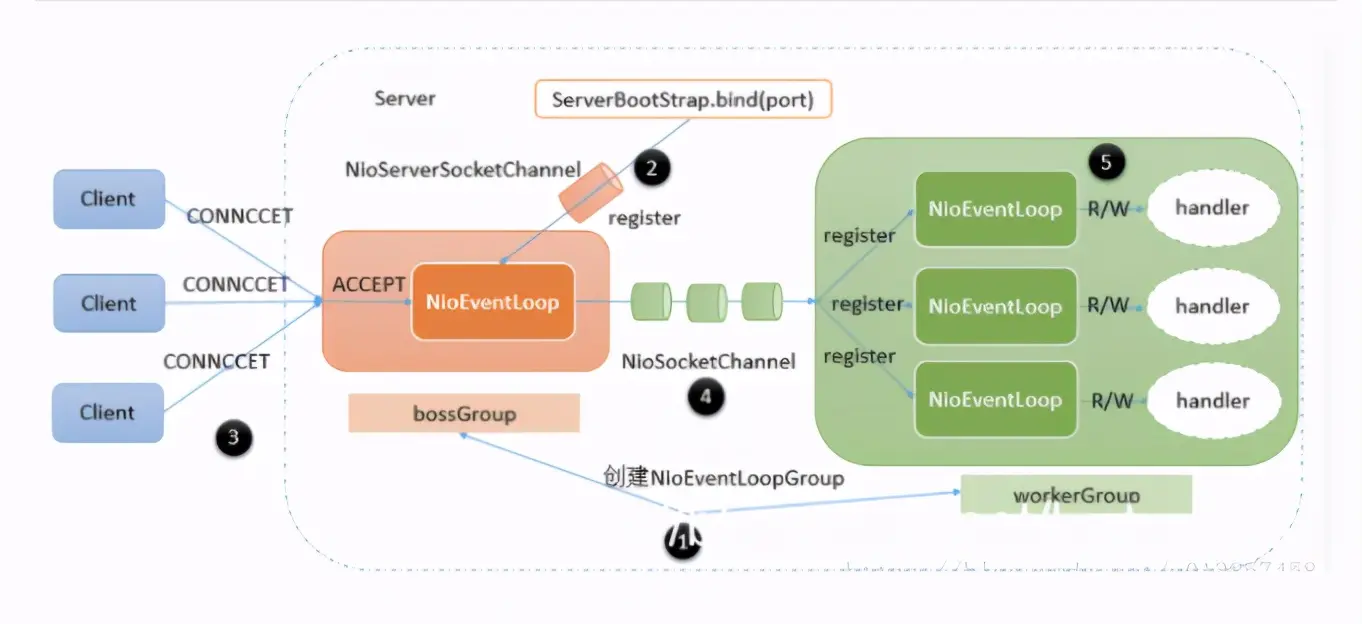 Server
ServerBootStrap.bind(port)
NioServerSocketChannel
2
register
Client
CONNCCET
Client
CONNCCET
Client
CONNCCET
3
ACCEPT
NioEventLoop
bossGroup
NioSocketChannel
4
5
register
NioEventLoop
R/W
handler
register
NioEventLoop
R/W
handler
register
NioEventLoop
R/W
handler
创建NioEventLoopGroup
1
workerGroup